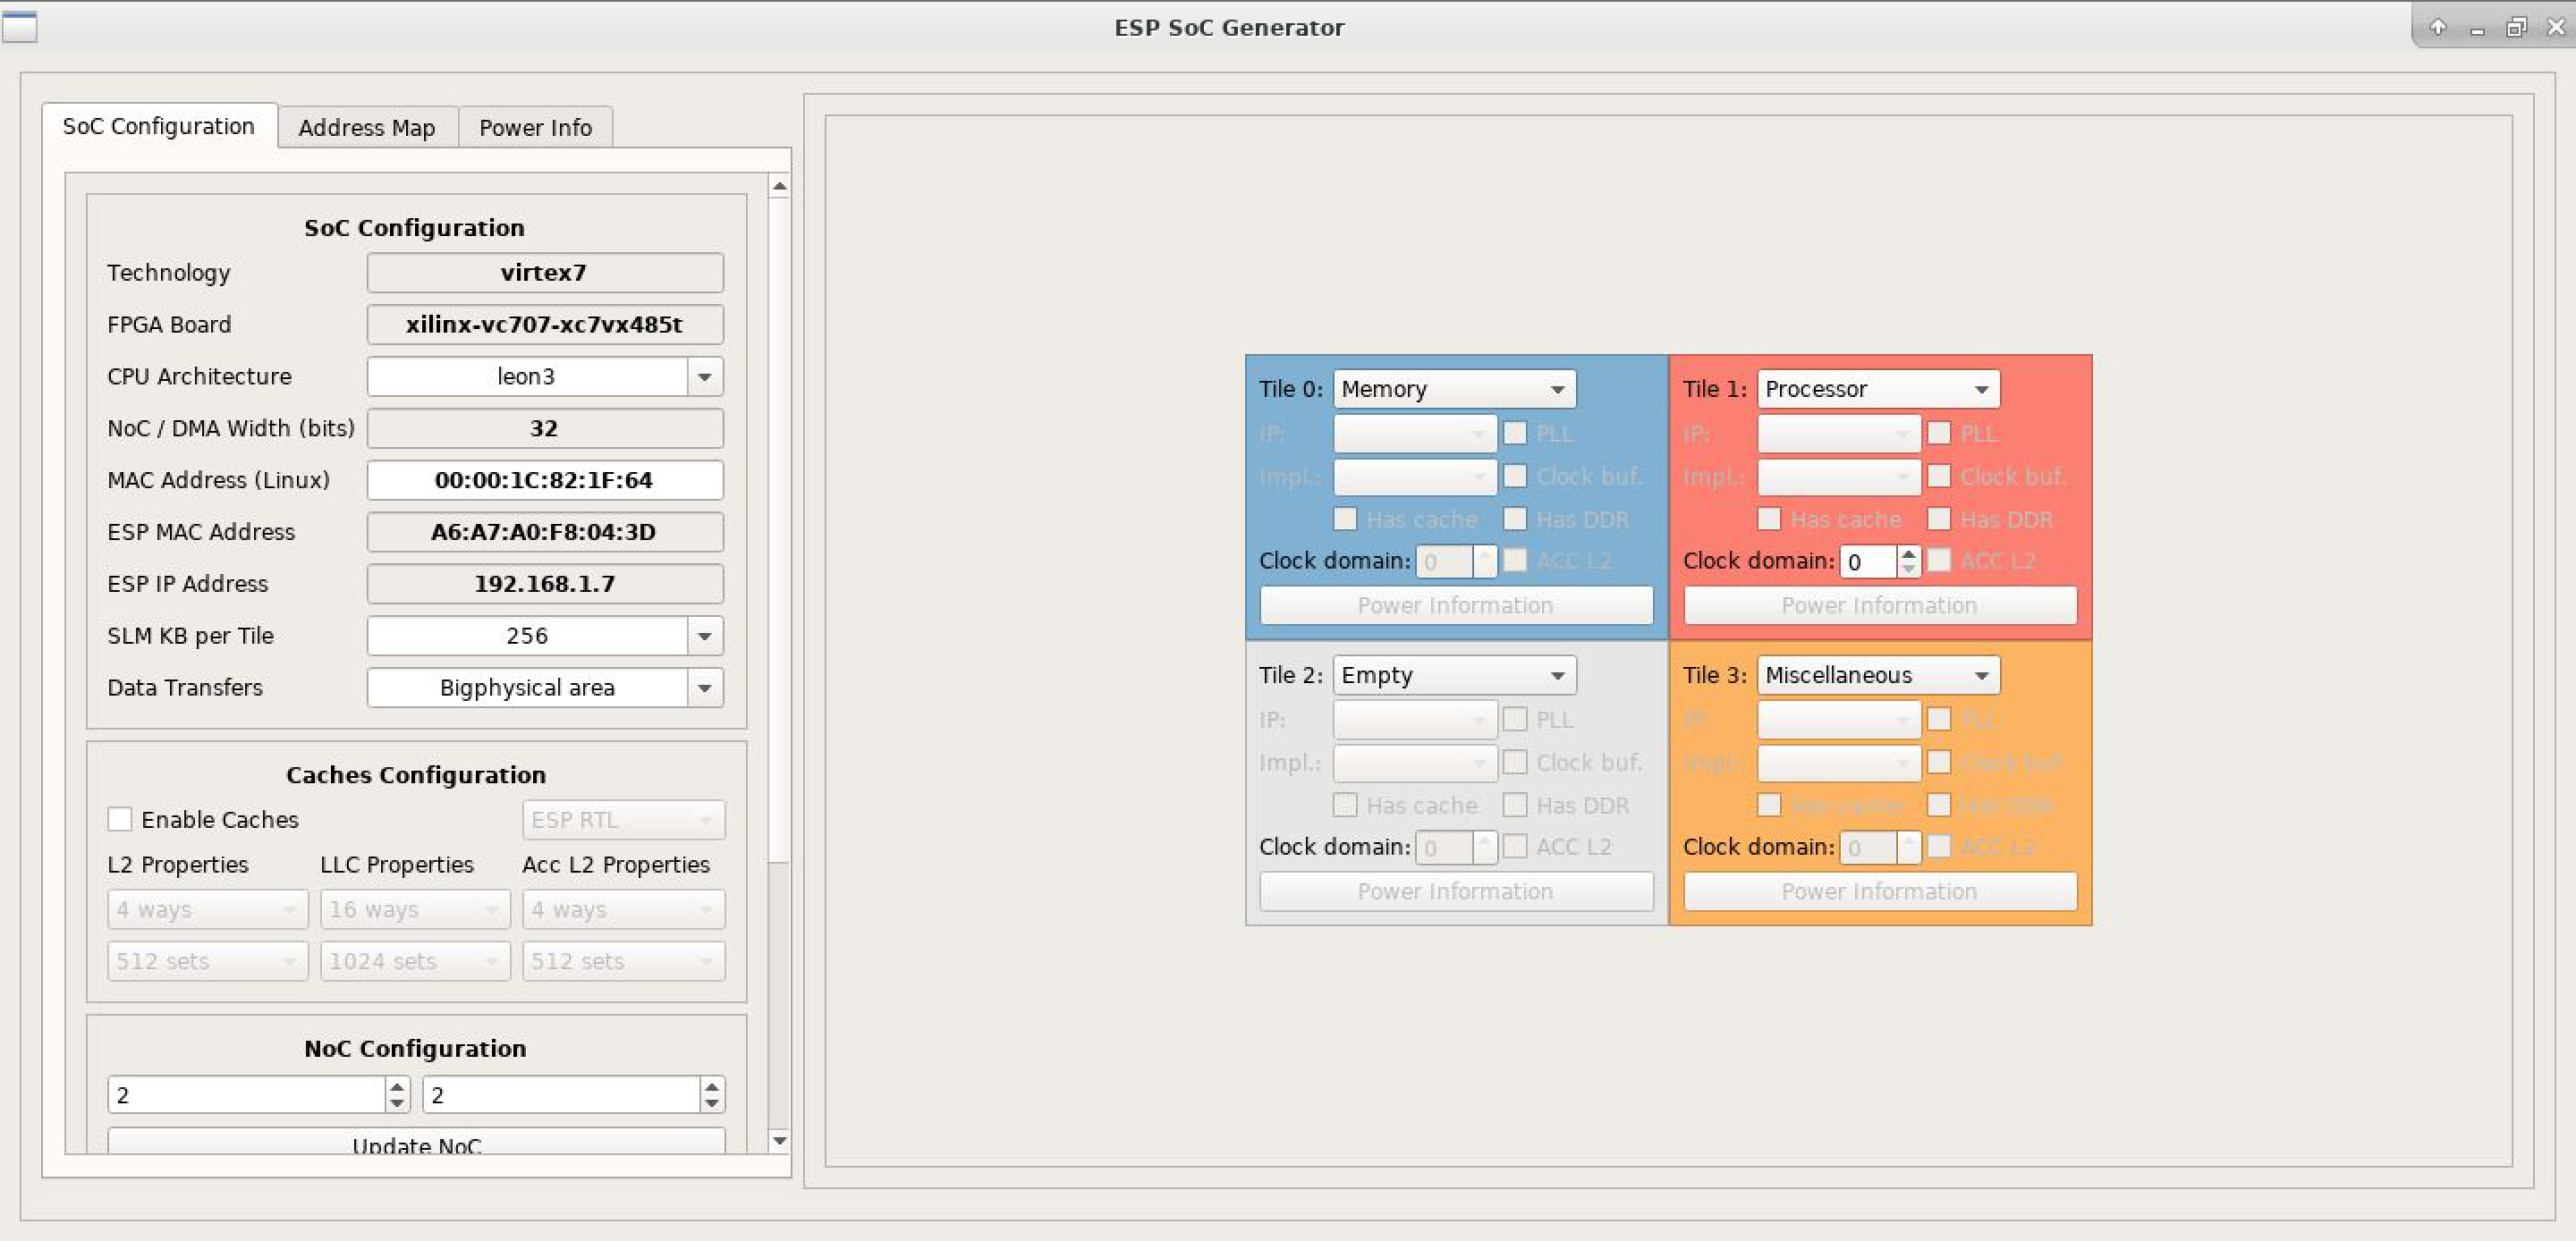 ESP SoC Generator
SoC Configuration Address Map Power Info
SoC Configuration
Technology virtex7
FPGA Board xilinx-vc707-xc7vx485t
CPU Architecture leon3
NoC / DMA Width (bits) 32
MAC Address (Linux) 00:00:1C:82:1F:64
ESP MAC Address A6:A7:A0:F8:04:3D
ESP IP Address 192.168.1.7
SLM KB per Tile 256
Data Transfers Bigphysical area
Caches Configuration
Enable Caches ESP RTL
L2 Properties LLC Properties Acc L2 Properties
4 ways 16 ways 4 ways
512 sets 1024 sets 512 sets
NoC Configuration
2 2
Update NoC
Tile 0: Memory
IP: PLL
Impl.: Clock buf.
Has cache Has DDR
Clock domain: 0 ACC L2
Power Information
Tile 1: Processor
IP: PLL
Impl.: Clock buf.
Has cache Has DDR
Clock domain: 0 ACC L2
Power Information
Tile 2: Empty
IP: PLL
Impl.: Clock buf.
Has cache Has DDR
Clock domain: 0 ACC L2
Power Information
Tile 3: Miscellaneous
IP: PLL
Impl.: Clock buf.
Has cache Has DDR
Clock domain: 0 ACC L2
Power Information